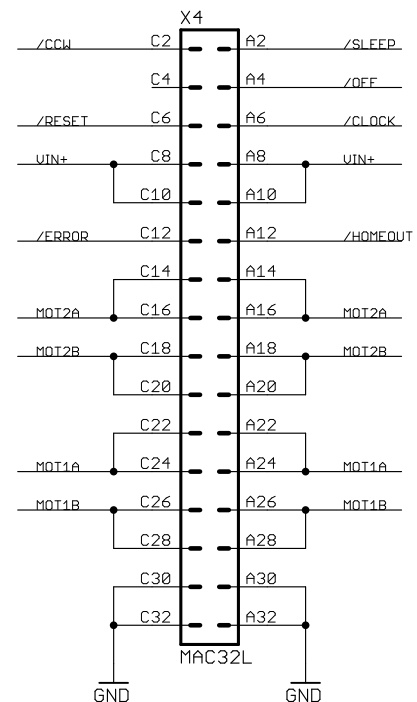 X4
/CCW C2 A2 /SLEEP
C4 A4 /OFF
/RESET C6 A6 /CLOCK
VIN+ C8 A8 VIN+
C10 A10
/ERROR C12 A12 /HOMEOUT
C14 A14
MOT2A C16 A16 MOT2A
MOT2B C18 A18 MOT2B
C20 A20
C22 A22
MOT1A C24 A24 MOT1A
MOT1B C26 A26 MOT1B
C28 A28
C30 A30
C32 A32
MAC32L
GND GND